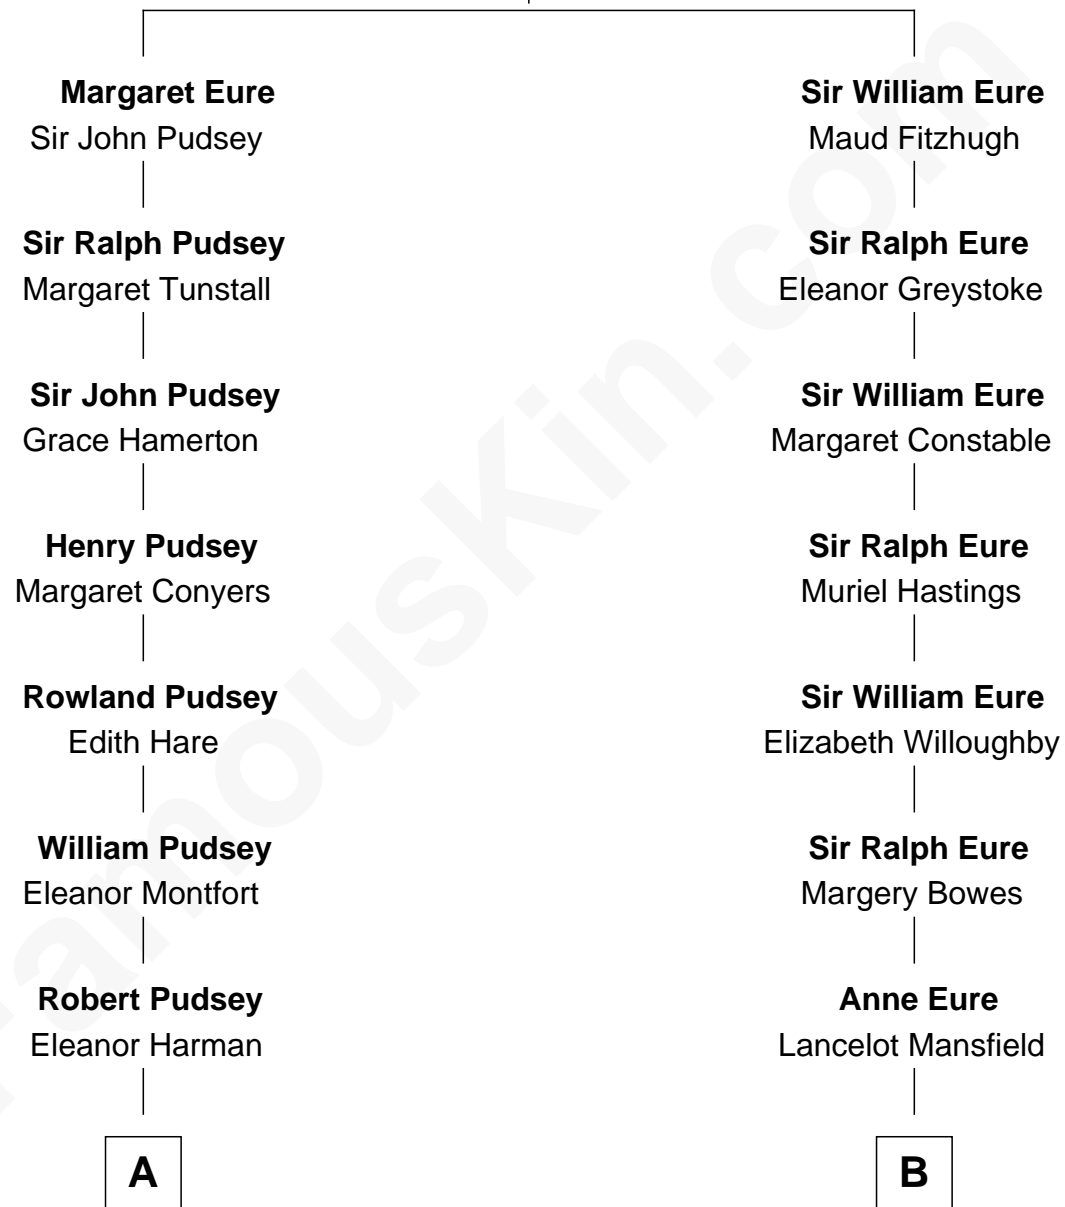 Margaret Eure
Sir John Pudsey
Sir William Eure
Maud Fitzhugh
Sir Ralph Pudsey
Margaret Tunstall
Sir Ralph Eure
Eleanor Greystoke
Sir John Pudsey
Grace Hamerton
Sir William Eure
Margaret Constable
Henry Pudsey
Margaret Conyers
Sir Ralph Eure
Muriel Hastings
Rowland Pudsey
Edith Hare
Sir William Eure
Elizabeth Willoughby
William Pudsey
Eleanor Montfort
Sir Ralph Eure
Margery Bowes
Robert Pudsey
Eleanor Harman
Anne Eure
Lancelot Mansfield
A
B
FamousKin.com